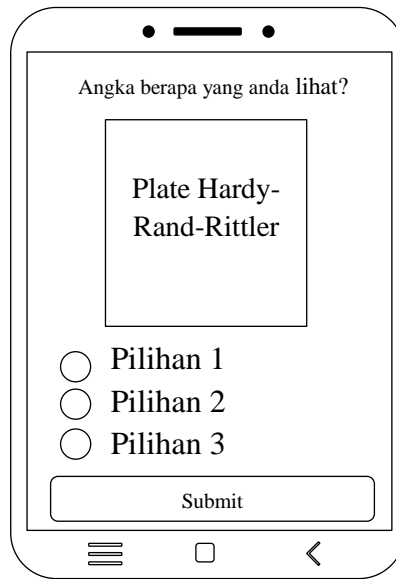 Angka berapa yang anda lihat?
Plate Hardy-
Rand-Rittler
Pilihan 1
Pilihan 2
Pilihan 3
Submit